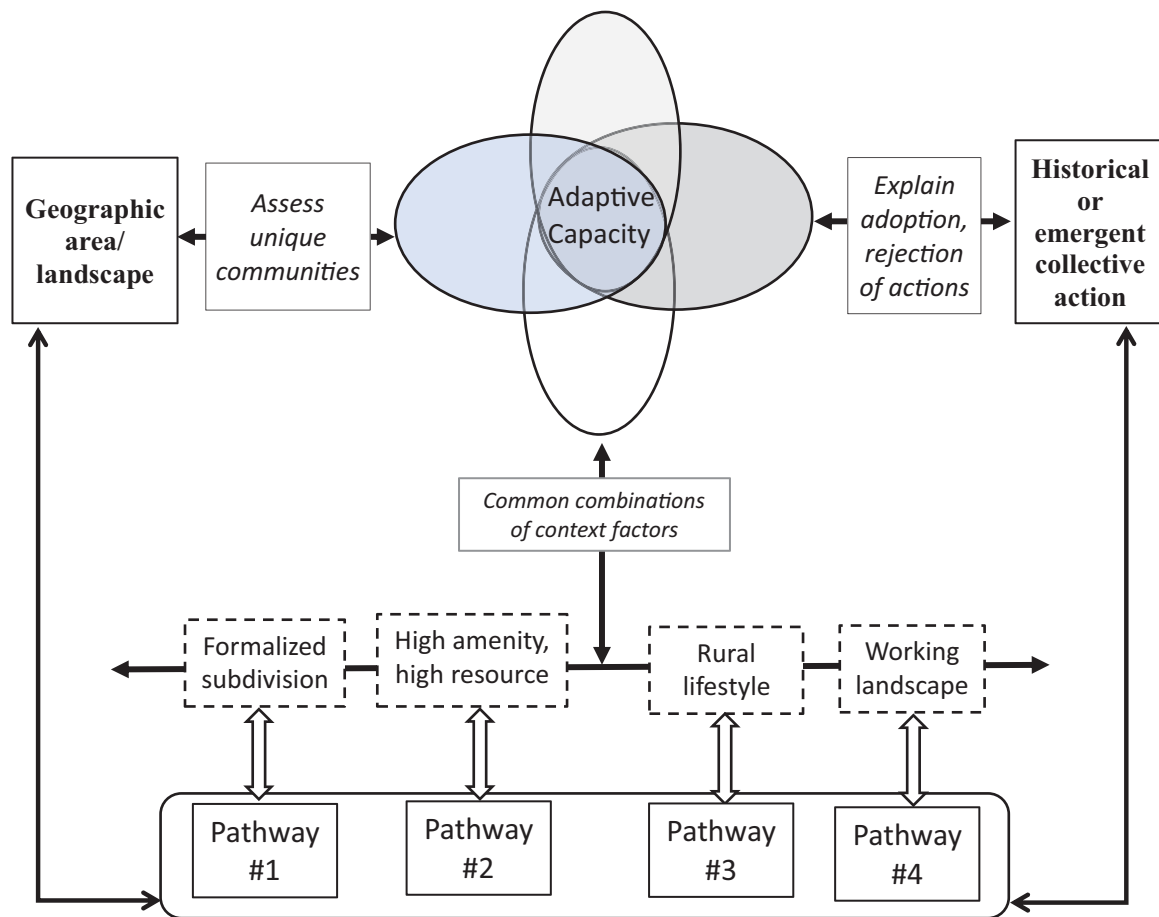 Geographic
area/
landscape
Assess
unique
communities
Adaptive
Capacity
Explain
adoption,
rejection
of actions
Historical
or
emergent
collective
action
Common combinations
of context factors
Formalized
subdivision
High amenity,
high resource
Rural
lifestyle
Working
landscape
Pathway
#1
Pathway
#2
Pathway
#3
Pathway
#4